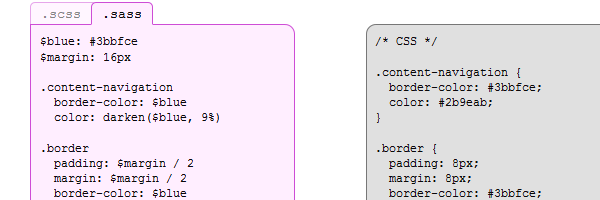 .scss .sass
$blue: #3bbfce
$margin: 16px
.content-navigation
border-color: $blue
color: darken($blue, 9%)
.border
padding: $margin / 2
margin: $margin / 2
border-color: $blue
/* CSS */
.content-navigation {
border-color: #3bbfce;
color: #2b9eab;
}
.border {
padding: 8px;
margin: 8px;
border-color: #3bbfce;